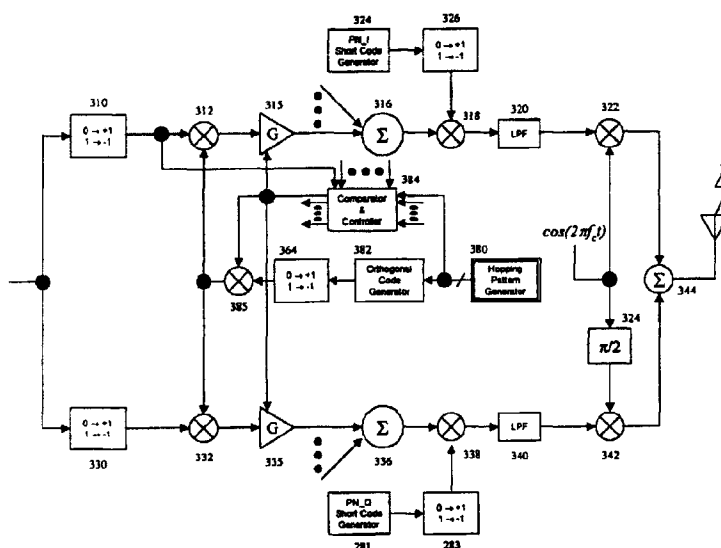 324
326
PN_I
Short Code
Generator
0→+1
1→-1
310
312
315
316
318
320
322
0→+1
1→-1
G
Σ
LPF
384
Comparator
&
Controller
cos(2πf_c t)
364
382
380
385
0→+1
1→-1
Orthogonal
Code
Generator
Hopping
Pattern
Generator
Σ
344
324
π/2
0→+1
1→-1
G
Σ
LPF
330
332
335
336
338
340
342
PN_Q
Short Code
Generator
0→+1
1→-1
281
283